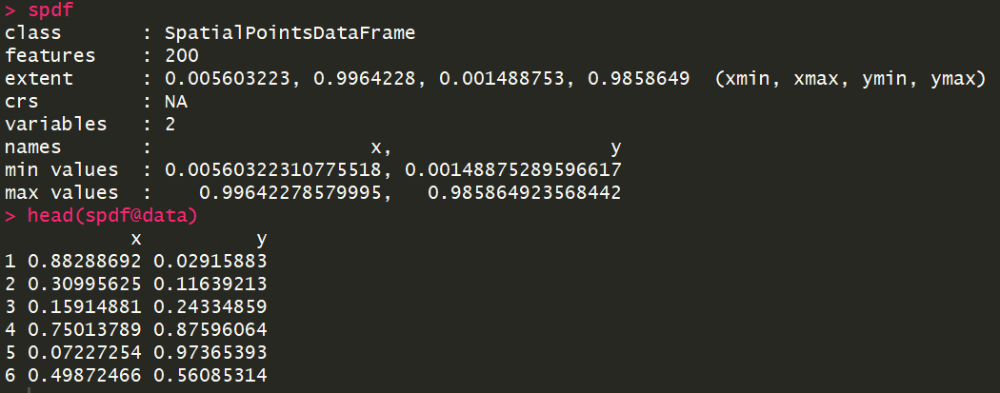 > spdf
class       : SpatialPointsDataFrame
features    : 200
extent      : 0.005603223, 0.9964228, 0.001488753, 0.9858649  (xmin, xmax, ymin, ymax)
crs         : NA
variables   : 2
names       :                   x,                   y
min values  : 0.00560322310775518, 0.00148875289596617
max values  :    0.99642278579995,   0.985864923568442
> head(spdf@data)
           x          y
1 0.88288692 0.02915883
2 0.30995625 0.11639213
3 0.15914881 0.24334859
4 0.75013789 0.87596064
5 0.07227254 0.97365393
6 0.49872466 0.56085314